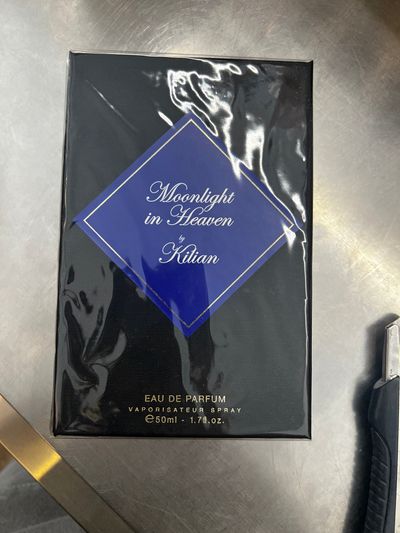 Moonlight
in Heaven
by
Kilian
EAU DE PARFUM
VAPORISATEUR SPRAY
℮50ml - 1.7fl.oz.